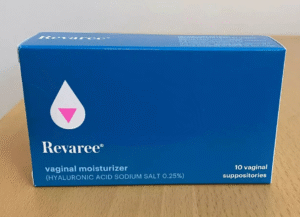 Revaree
Revaree®
vaginal moisturizer
(HYALURONIC ACID SODIUM SALT 0.25%)
10 vaginal
suppositories